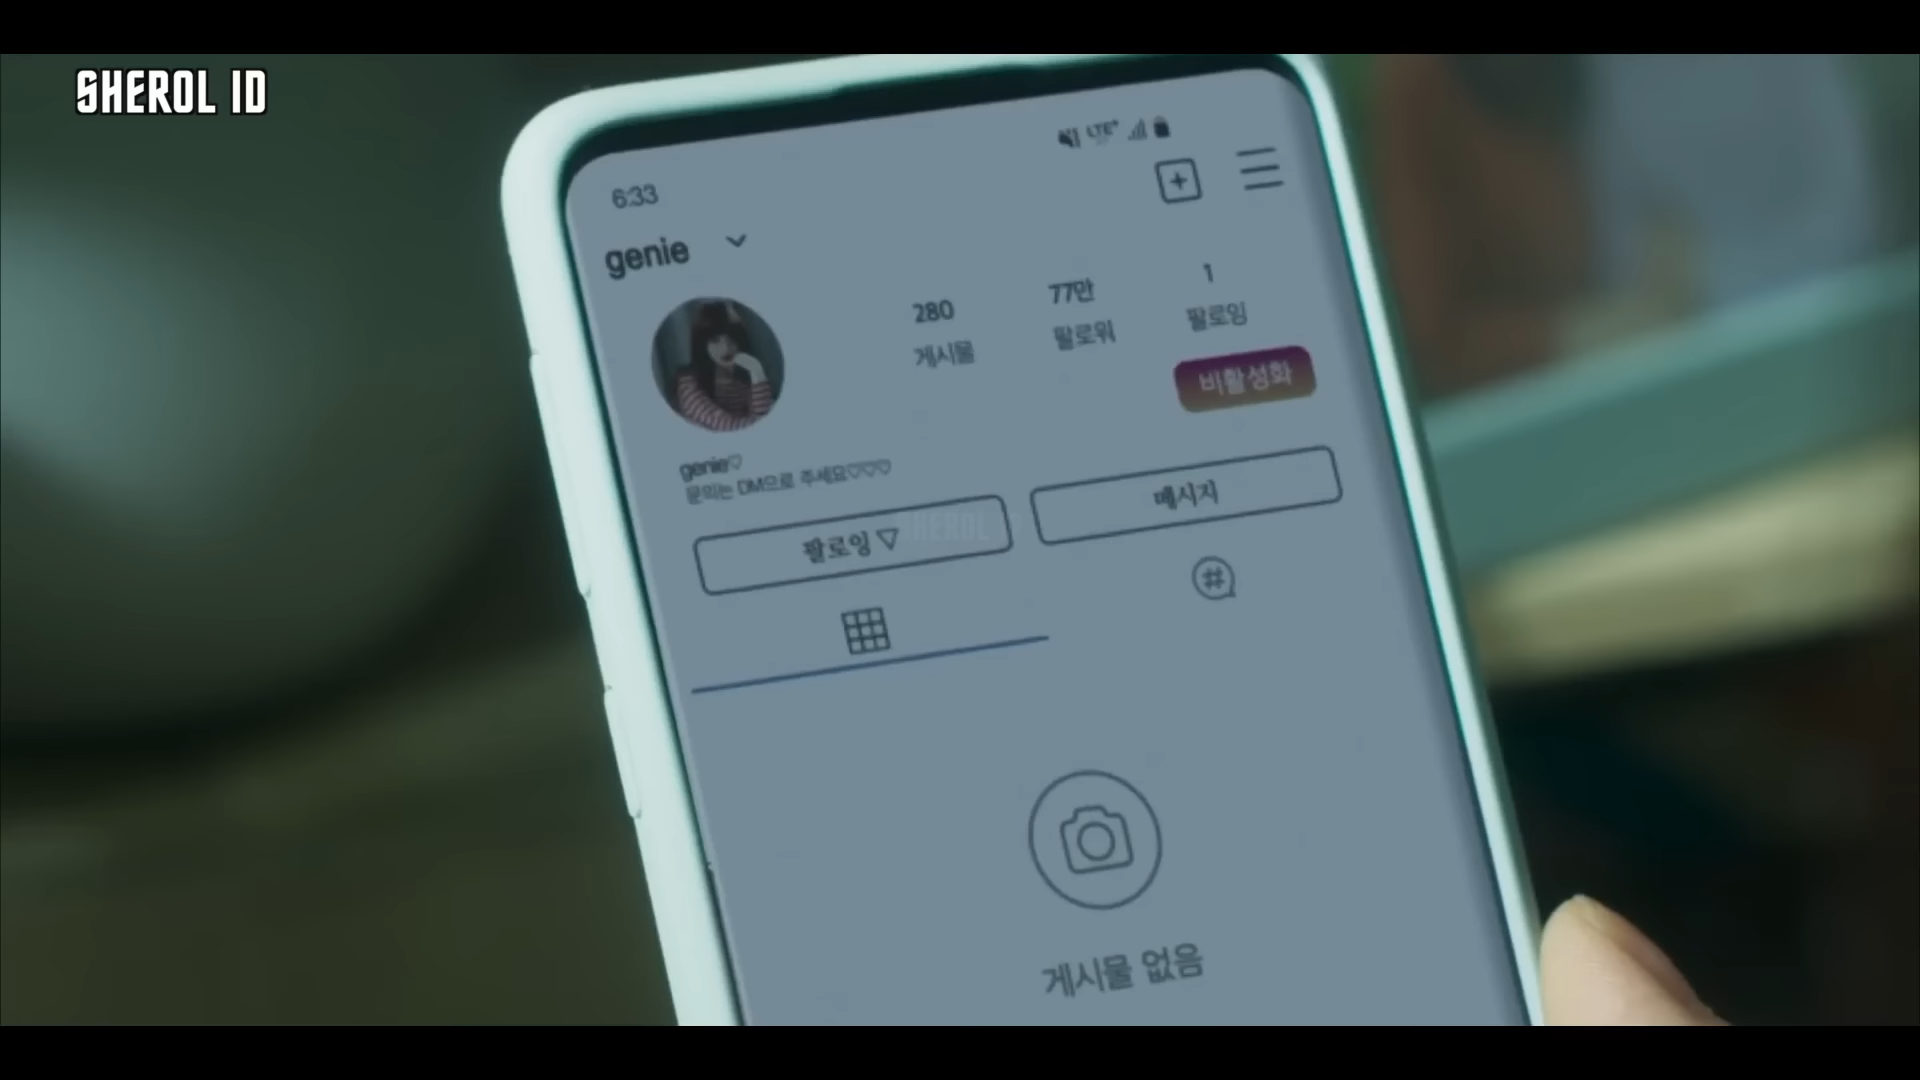 SHEROL ID
6:33
LTE+
genie
280
게시물
77만
팔로워
1
팔로잉
비활성화
genie♡
문의는 DM으로 주세요♡♡♡
팔로잉 ▽
메시지
SHEROL
게시물 없음